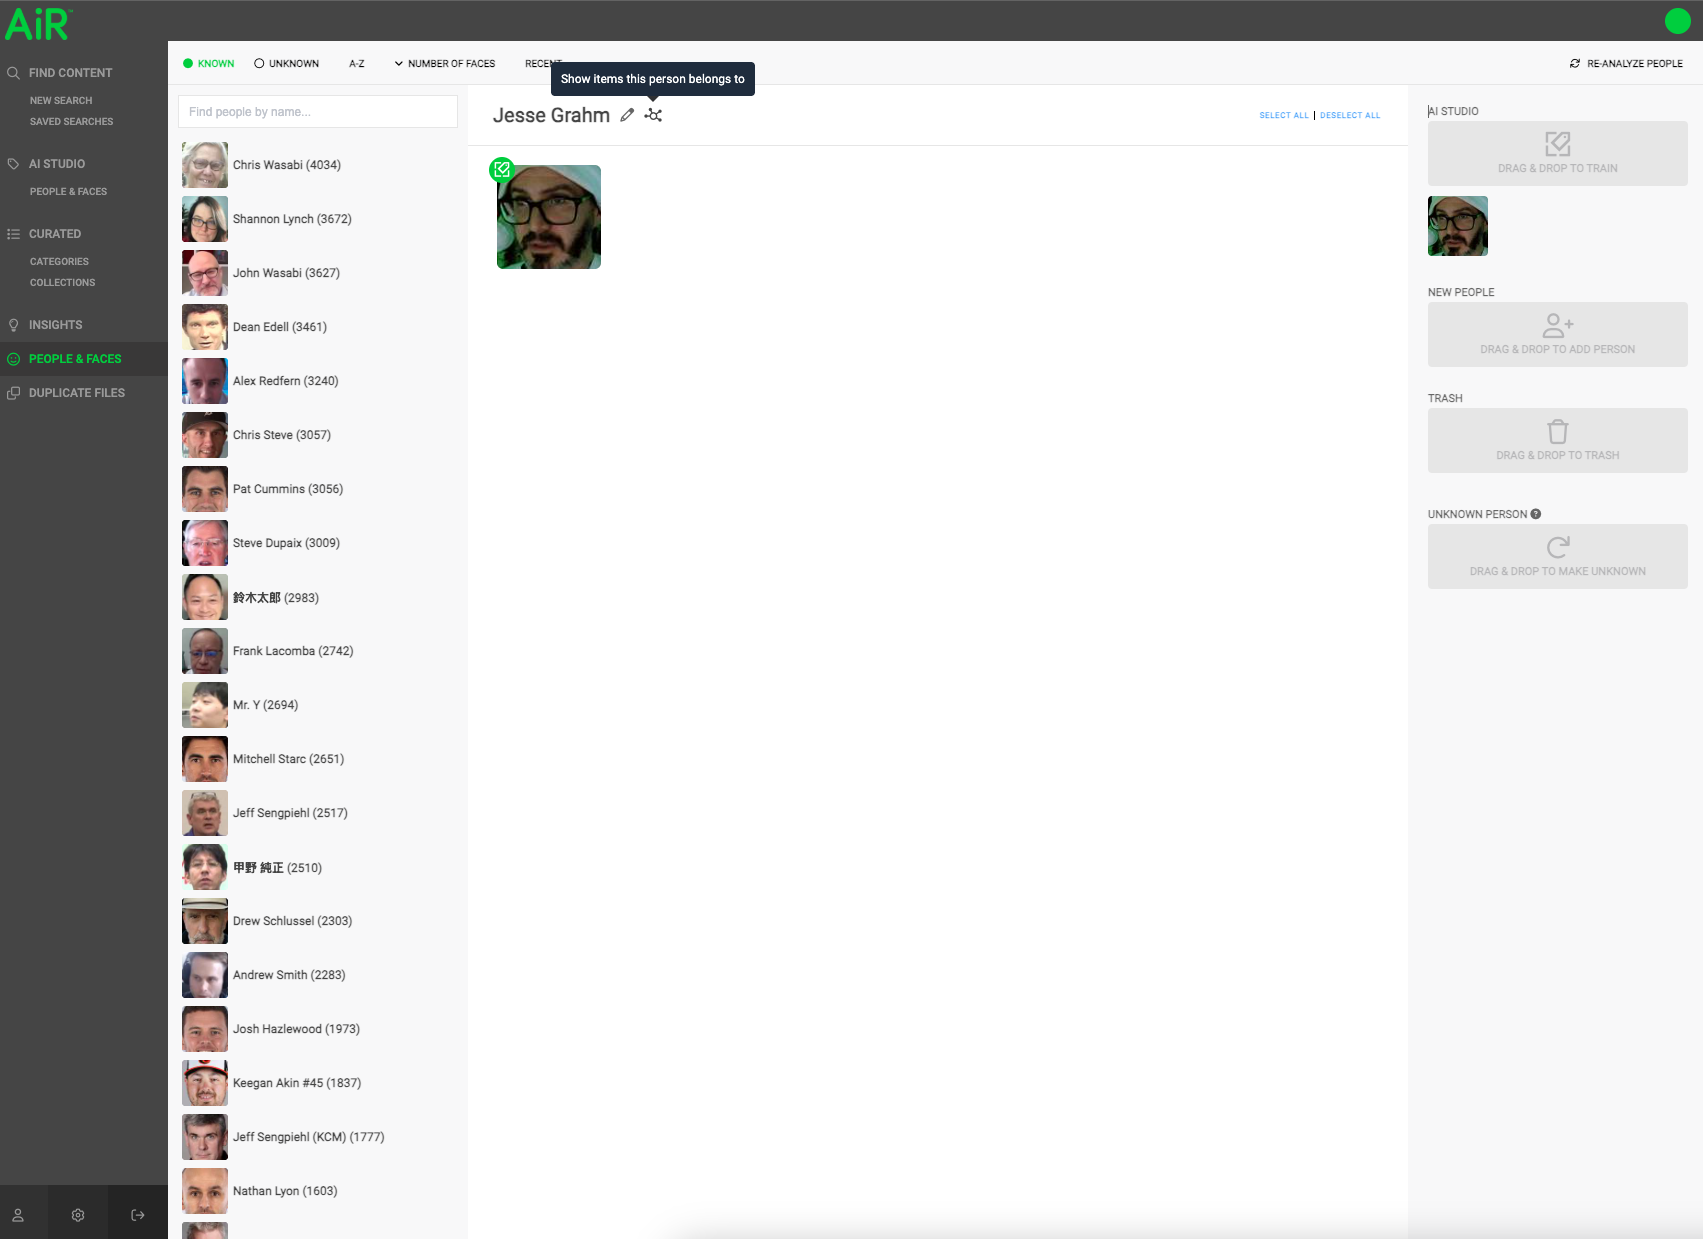 AiR™
FIND CONTENT
NEW SEARCH
SAVED SEARCHES
AI STUDIO
PEOPLE & FACES
CURATED
CATEGORIES
COLLECTIONS
INSIGHTS
PEOPLE & FACES
DUPLICATE FILES
KNOWN UNKNOWN A-Z NUMBER OF FACES RECENT
RE-ANALYZE PEOPLE
Show items this person belongs to
Find people by name...
Chris Wasabi (4034)
Shannon Lynch (3672)
John Wasabi (3627)
Dean Edell (3461)
Alex Redfern (3240)
Chris Steve (3057)
Pat Cummins (3056)
Steve Dupaix (3009)
鈴木太郎 (2983)
Frank Lacomba (2742)
Mr. Y (2694)
Mitchell Starc (2651)
Jeff Sengpiehl (2517)
甲野 純正 (2510)
Drew Schlussel (2303)
Andrew Smith (2283)
Josh Hazlewood (1973)
Keegan Akin #45 (1837)
Jeff Sengpiehl (KCM) (1777)
Nathan Lyon (1603)
Jesse Grahm
SELECT ALL | DESELECT ALL
AI STUDIO
DRAG & DROP TO TRAIN
NEW PEOPLE
DRAG & DROP TO ADD PERSON
TRASH
DRAG & DROP TO TRASH
UNKNOWN PERSON ?
DRAG & DROP TO MAKE UNKNOWN